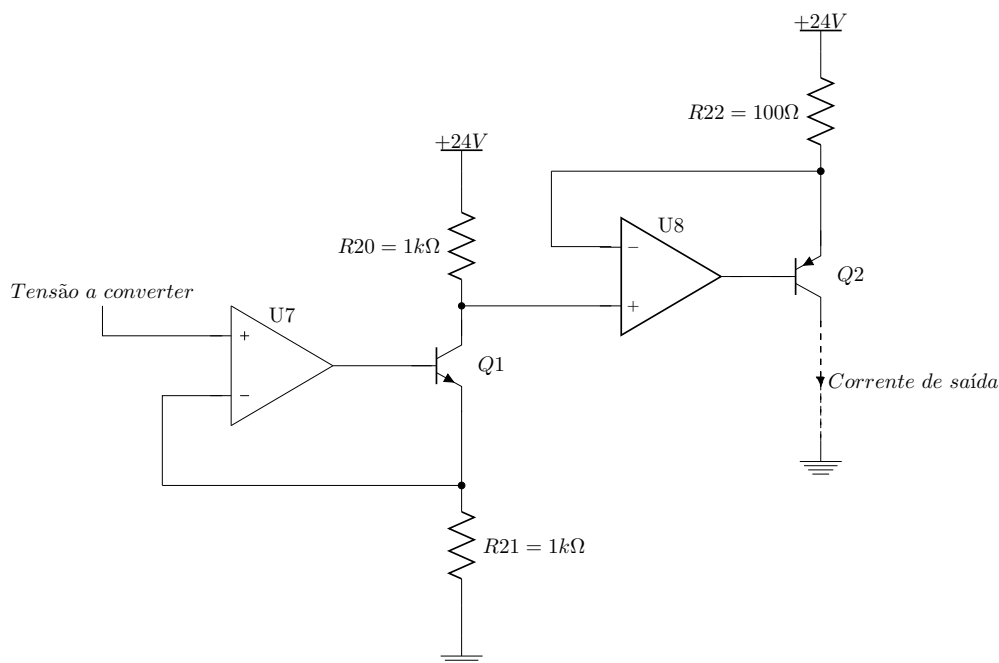 +24V
R22 = 100Ω
+24V
U8
R20 = 1kΩ
−
Q2
Tensão a converter
U7
+
+
Q1
Corrente de saída
−
R21 = 1kΩ